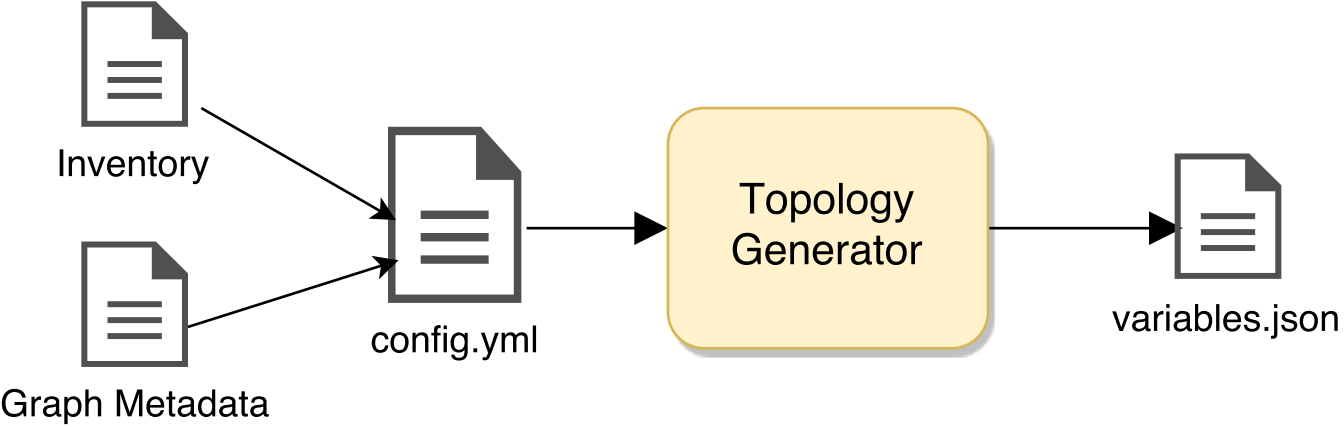 Inventory
Graph Metadata
config.yml
Topology
Generator
variables.json